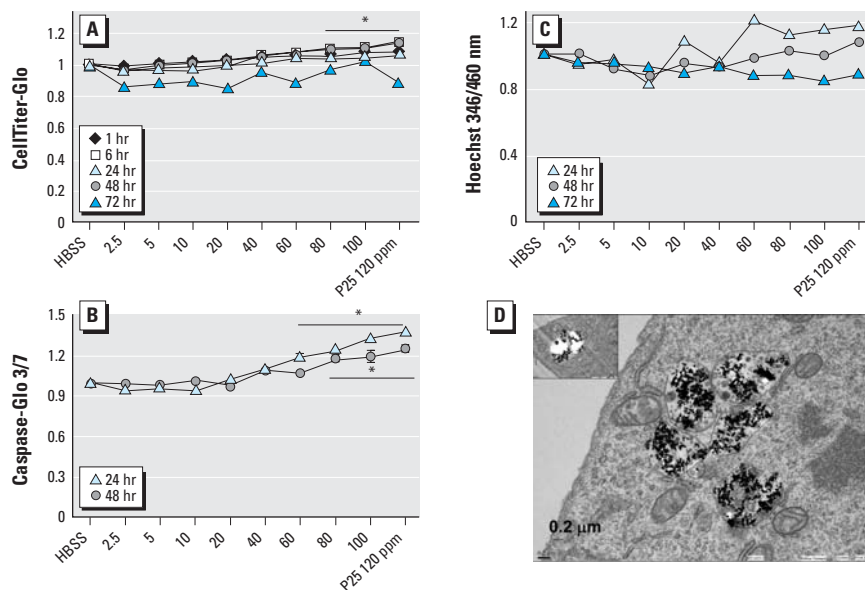 A
*
CellTiter-Glo
1.2
1.0
0.8
0.6
0.4
1.2
0
1 hr
6 hr
24 hr
48 hr
72 hr
HBSS
2.5
5
10
20
40
60
80
100
P25 120 ppm
C
Hoechst 346/460 nm
1.2
0.8
0.4
0
24 hr
48 hr
72 hr
HBSS
2.5
5
10
20
40
60
80
100
P25 120 ppm
B
*
*
Caspase-Glo 3/7
1.5
1.2
0.9
0.6
0.3
0
24 hr
48 hr
HBSS
2.5
5
10
20
40
60
80
100
P25 120 ppm
D
0.2 μm